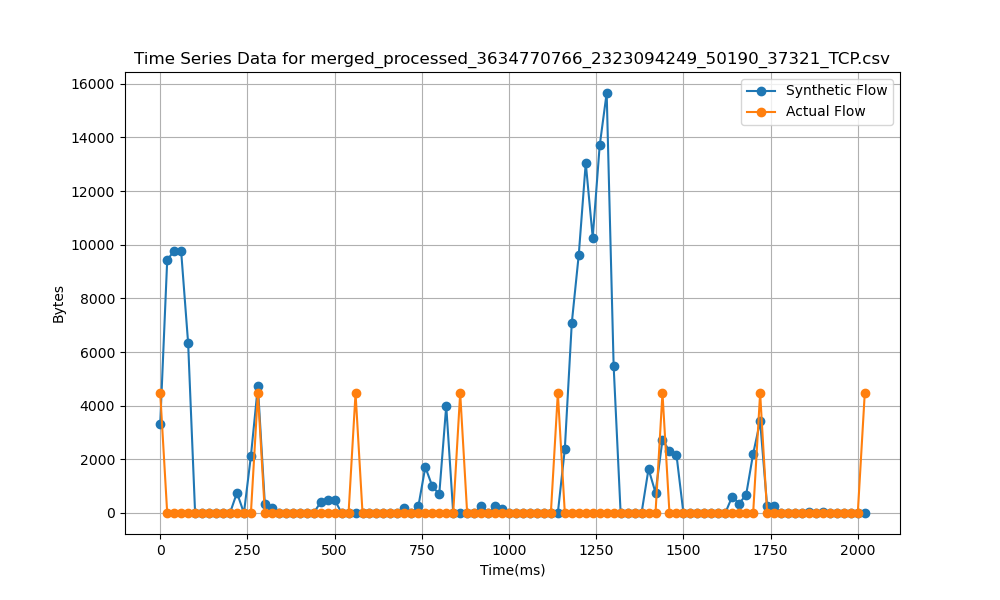 Time Series Data for merged_processed_3634770766_2323094249_50190_37321_TCP.csv
Synthetic Flow
Actual Flow
16000
14000
12000
10000
8000
6000
4000
2000
0
Bytes
0 250 500 750 1000 1250 1500 1750 2000
Time(ms)